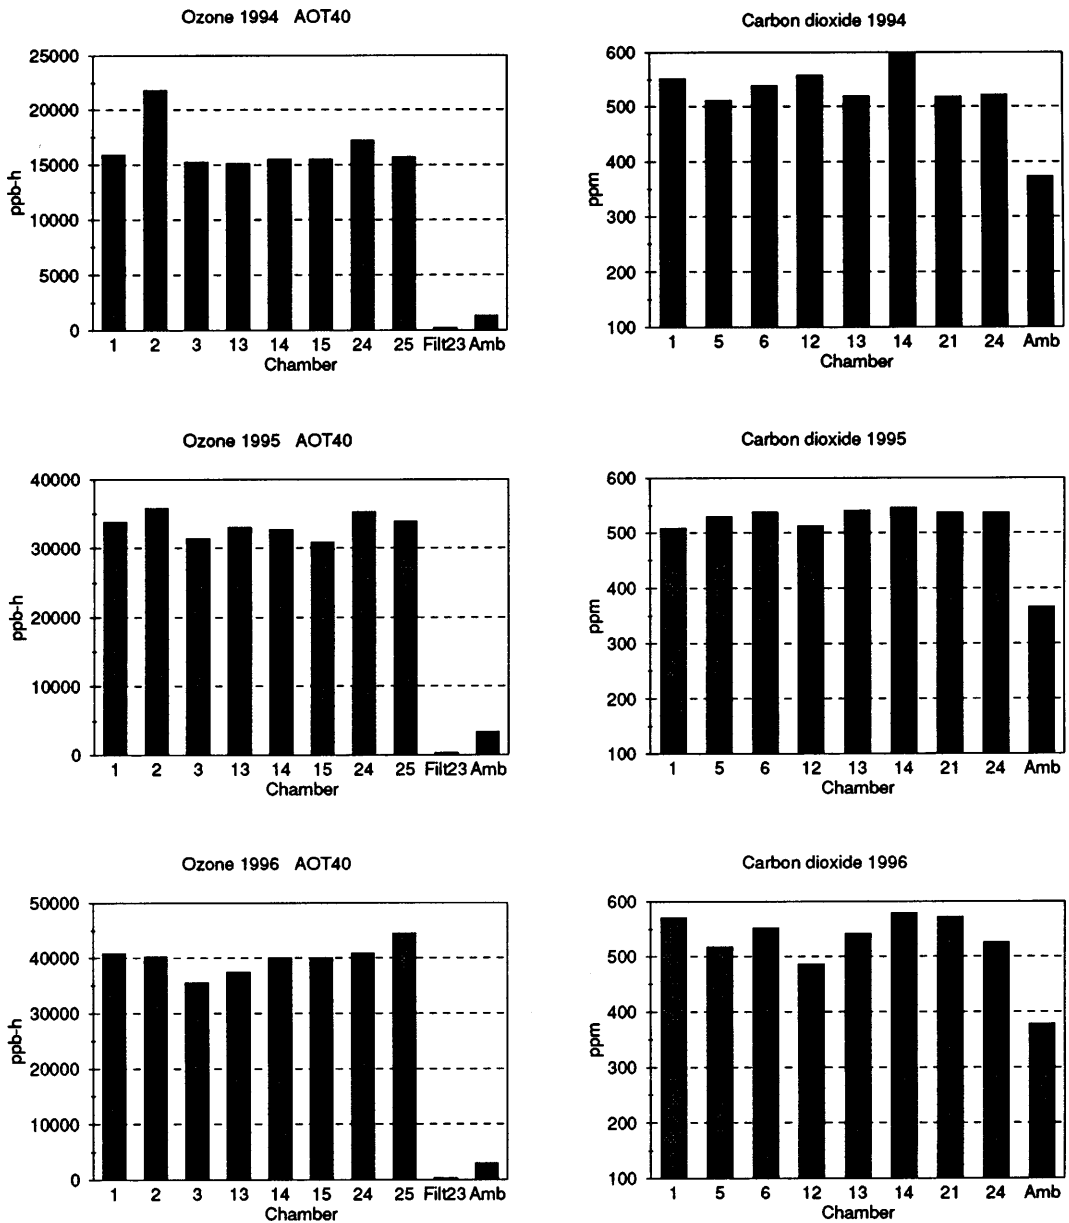 Ozone 1994 AOT40
25000
20000
15000
10000
5000
0
ppb-h
1 2 3 13 14 15 24 25 Filt23 Amb
Chamber
Carbon dioxide 1994
600
500
400
300
200
100
ppm
1 5 6 12 13 14 21 24 Amb
Chamber
Ozone 1995 AOT40
40000
30000
20000
10000
0
ppb-h
1 2 3 13 14 15 24 25 Filt23 Amb
Chamber
Carbon dioxide 1995
600
500
400
300
200
100
ppm
1 5 6 12 13 14 21 24 Amb
Chamber
Ozone 1996 AOT40
50000
40000
30000
20000
10000
0
ppb-h
1 2 3 13 14 15 24 25 Filt23 Amb
Chamber
Carbon dioxide 1996
600
500
400
300
200
100
ppm
1 5 6 12 13 14 21 24 Amb
Chamber